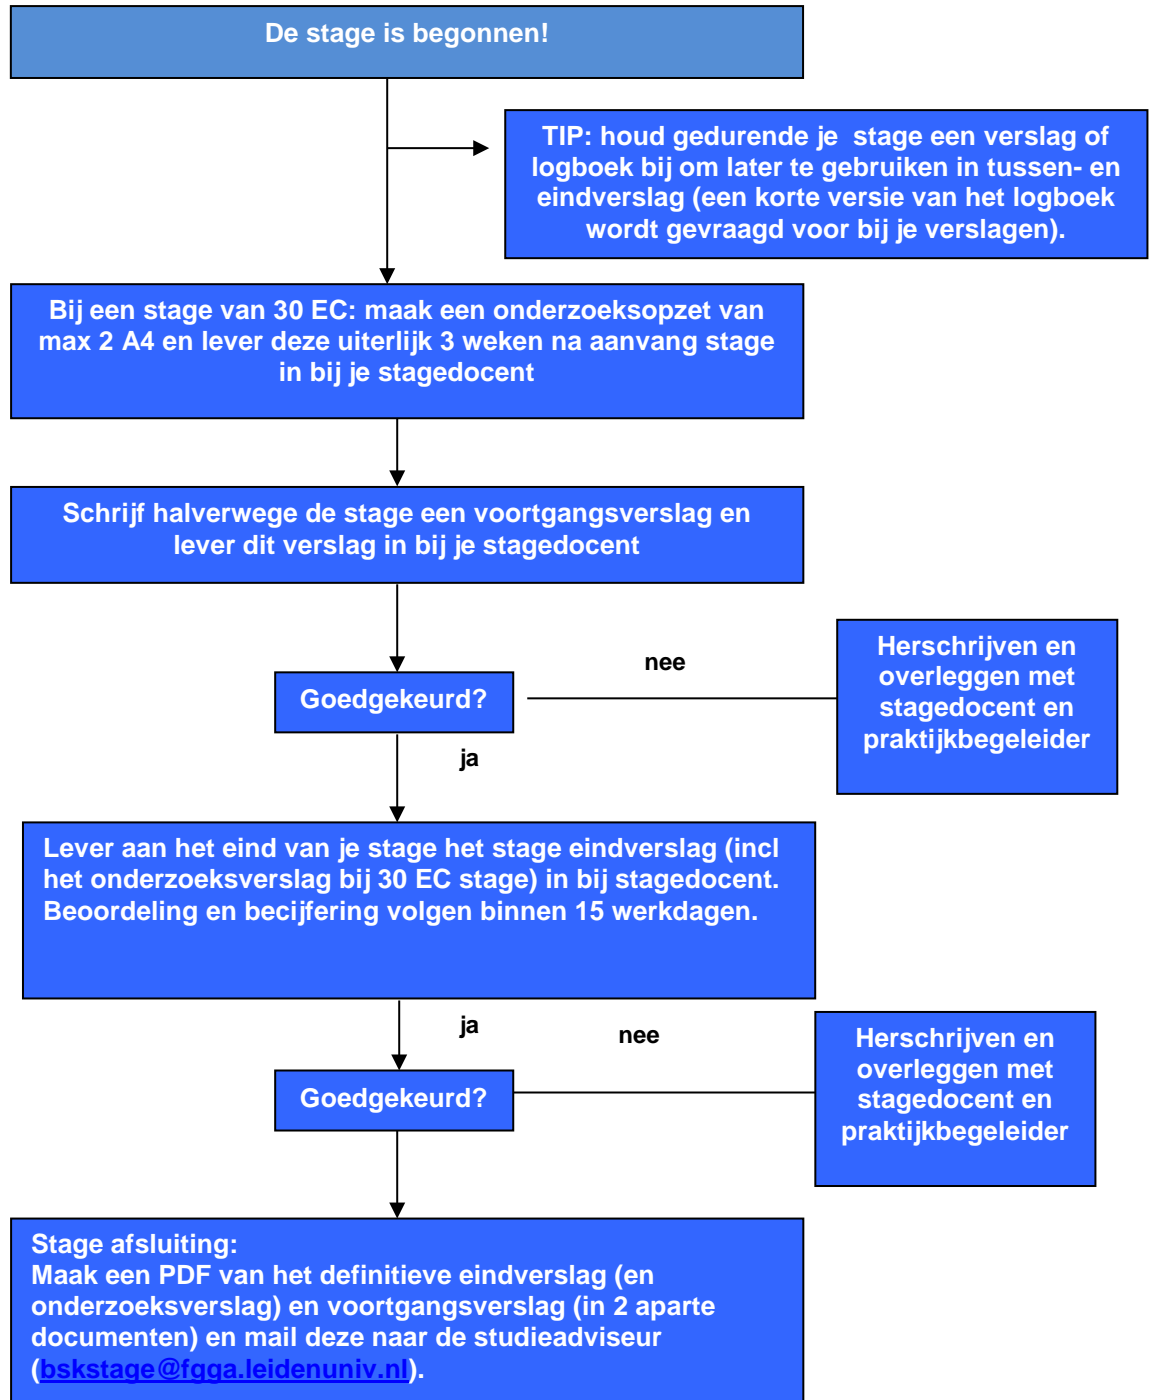 De stage is begonnen!
TIP: houd gedurende je  stage een verslag of
logboek bij om later te gebruiken in tussen- en
eindverslag (een korte versie van het logboek
wordt gevraagd voor bij je verslagen).
Bij een stage van 30 EC: maak een onderzoeksopzet van
max 2 A4 en lever deze uiterlijk 3 weken na aanvang stage
in bij je stagedocent
Schrijf halverwege de stage een voortgangsverslag en
lever dit verslag in bij je stagedocent
Goedgekeurd?
nee
Herschrijven en
overleggen met
stagedocent en
praktijkbegeleider
ja
Lever aan het eind van je stage het stage eindverslag (incl
het onderzoeksverslag bij 30 EC stage) in bij stagedocent.
Beoordeling en becijfering volgen binnen 15 werkdagen.
ja
nee
Goedgekeurd?
Herschrijven en
overleggen met
stagedocent en
praktijkbegeleider
Stage afsluiting:
Maak een PDF van het definitieve eindverslag (en
onderzoeksverslag) en voortgangsverslag (in 2 aparte
documenten) en mail deze naar de studieadviseur
(bskstage@fgga.leidenuniv.nl).